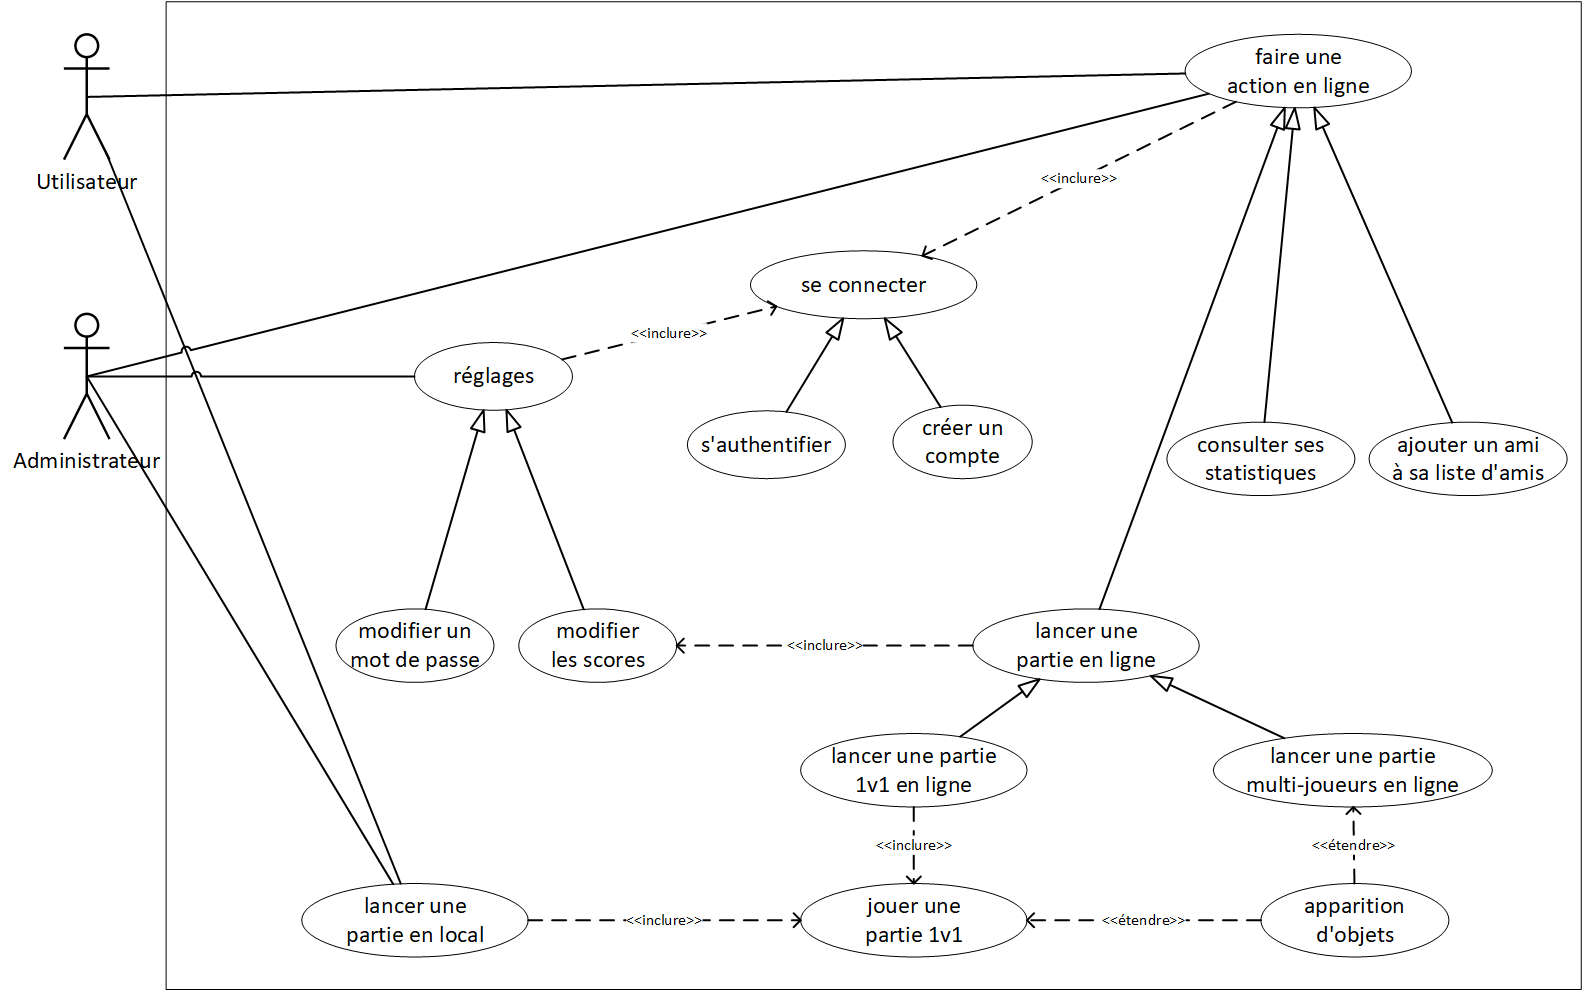 faire une
action en ligne
Utilisateur
<<inclure>>
se connecter
<<inclure>>
réglages
Administrateur
s'authentifier
créer un
compte
consulter ses
statistiques
ajouter un ami
à sa liste d'amis
modifier un
mot de passe
modifier
les scores
<<inclure>>
lancer une
partie en ligne
lancer une partie
1v1 en ligne
lancer une partie
multi-joueurs en ligne
<<inclure>>
<<étendre>>
lancer une
partie en local
<<inclure>>
jouer une
partie 1v1
<<étendre>>
apparition
d'objets